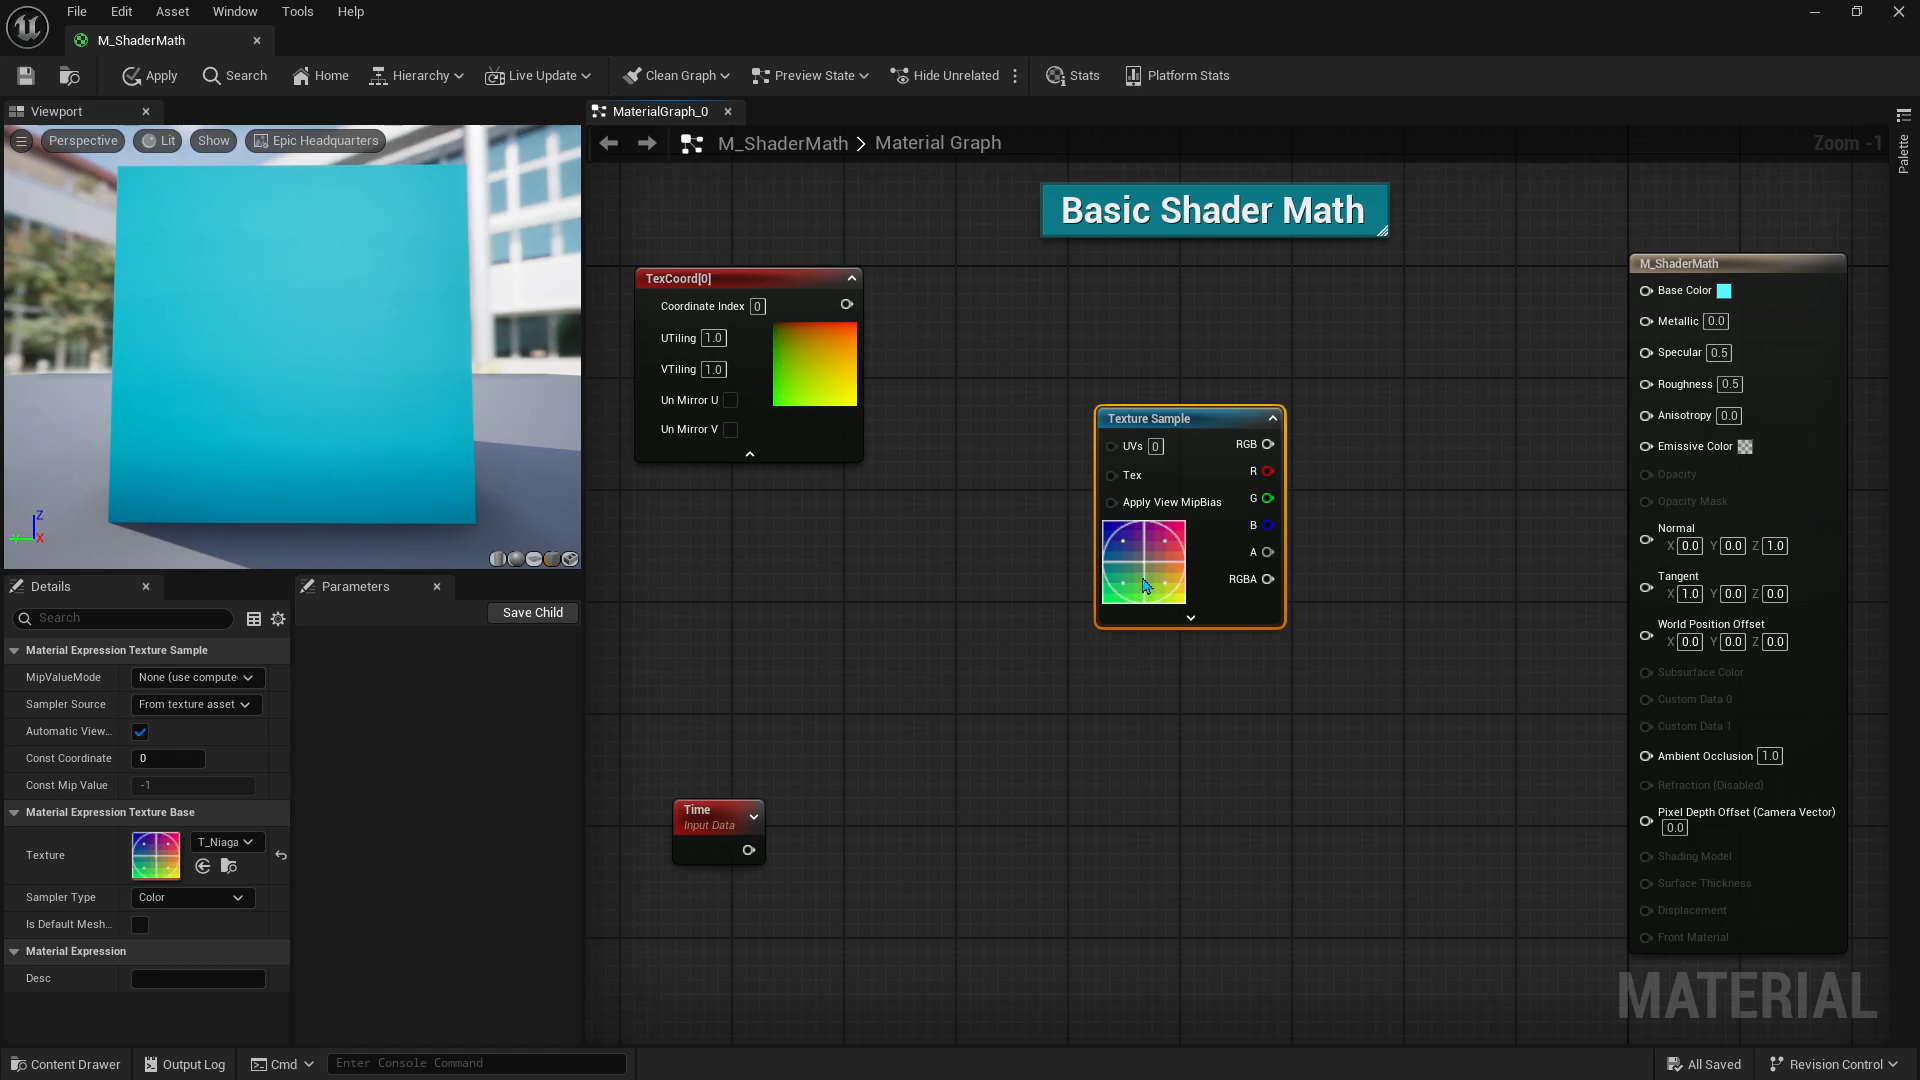 File Edit Asset Window Tools Help
M_ShaderMath
Apply Search Home Hierarchy Live Update Clean Graph Preview State Hide Unrelated Stats Platform Stats
Viewport
Perspective Lit Show Epic Headquarters
Z
Y X
Details
Search
Material Expression Texture Sample
MipValueMode None (use compute
Sampler Source From texture asset
Automatic View...
Const Coordinate 0
Const Mip Value -1
Material Expression Texture Base
Texture T_Niaga
Sampler Type Color
Is Default Mesh...
Material Expression
Desc
Parameters
Save Child
MaterialGraph_0
M_ShaderMath > Material Graph
Zoom -1
Palette
Basic Shader Math
TexCoord[0]
Coordinate Index 0
UTiling 1.0
VTiling 1.0
Un Mirror U
Un Mirror V
Texture Sample
UVs 0 RGB
Tex R
Apply View MipBias G
B
A
RGBA
Time
Input Data
M_ShaderMath
Base Color
Metallic 0.0
Specular 0.5
Roughness 0.5
Anisotropy 0.0
Emissive Color
Opacity
Opacity Mask
Normal
X 0.0 Y 0.0 Z 1.0
Tangent
X 1.0 Y 0.0 Z 0.0
World Position Offset
X 0.0 Y 0.0 Z 0.0
Subsurface Color
Custom Data 0
Custom Data 1
Ambient Occlusion 1.0
Refraction (Disabled)
Pixel Depth Offset (Camera Vector)
0.0
Shading Model
Surface Thickness
Displacement
Front Material
MATERIAL
Content Drawer Output Log Cmd Enter Console Command All Saved Revision Control